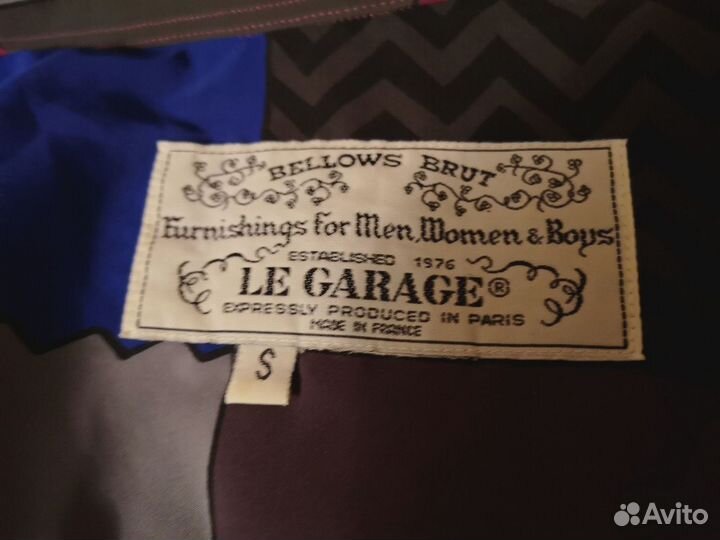 BELLOWS BRUT
Furnishings for Men, Women & Boys
ESTABLISHED 1976
LE GARAGE®
EXPRESSLY PRODUCED IN PARIS
MADE IN FRANCE
S
Avito